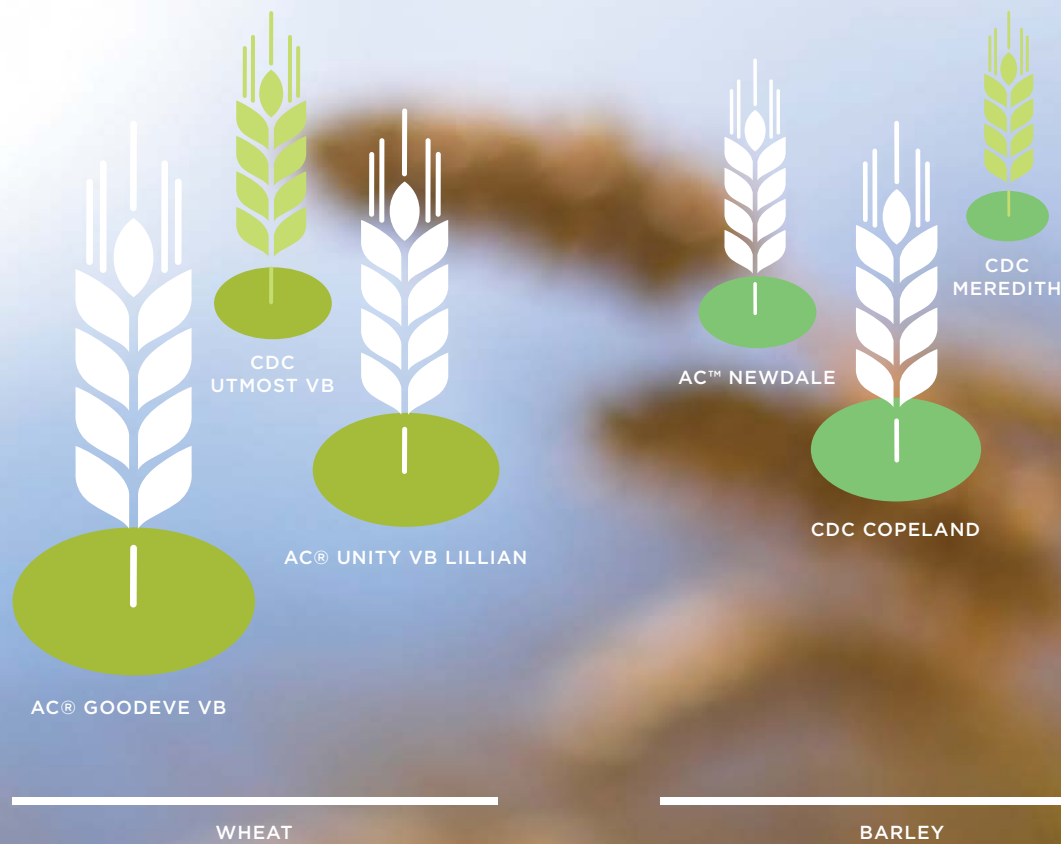 CDC
UTMOST VB
AC® UNITY VB LILLIAN
AC® GOODEVE VB
WHEAT
CDC
MEREDITH
AC™ NEWDALE
CDC COPELAND
BARLEY